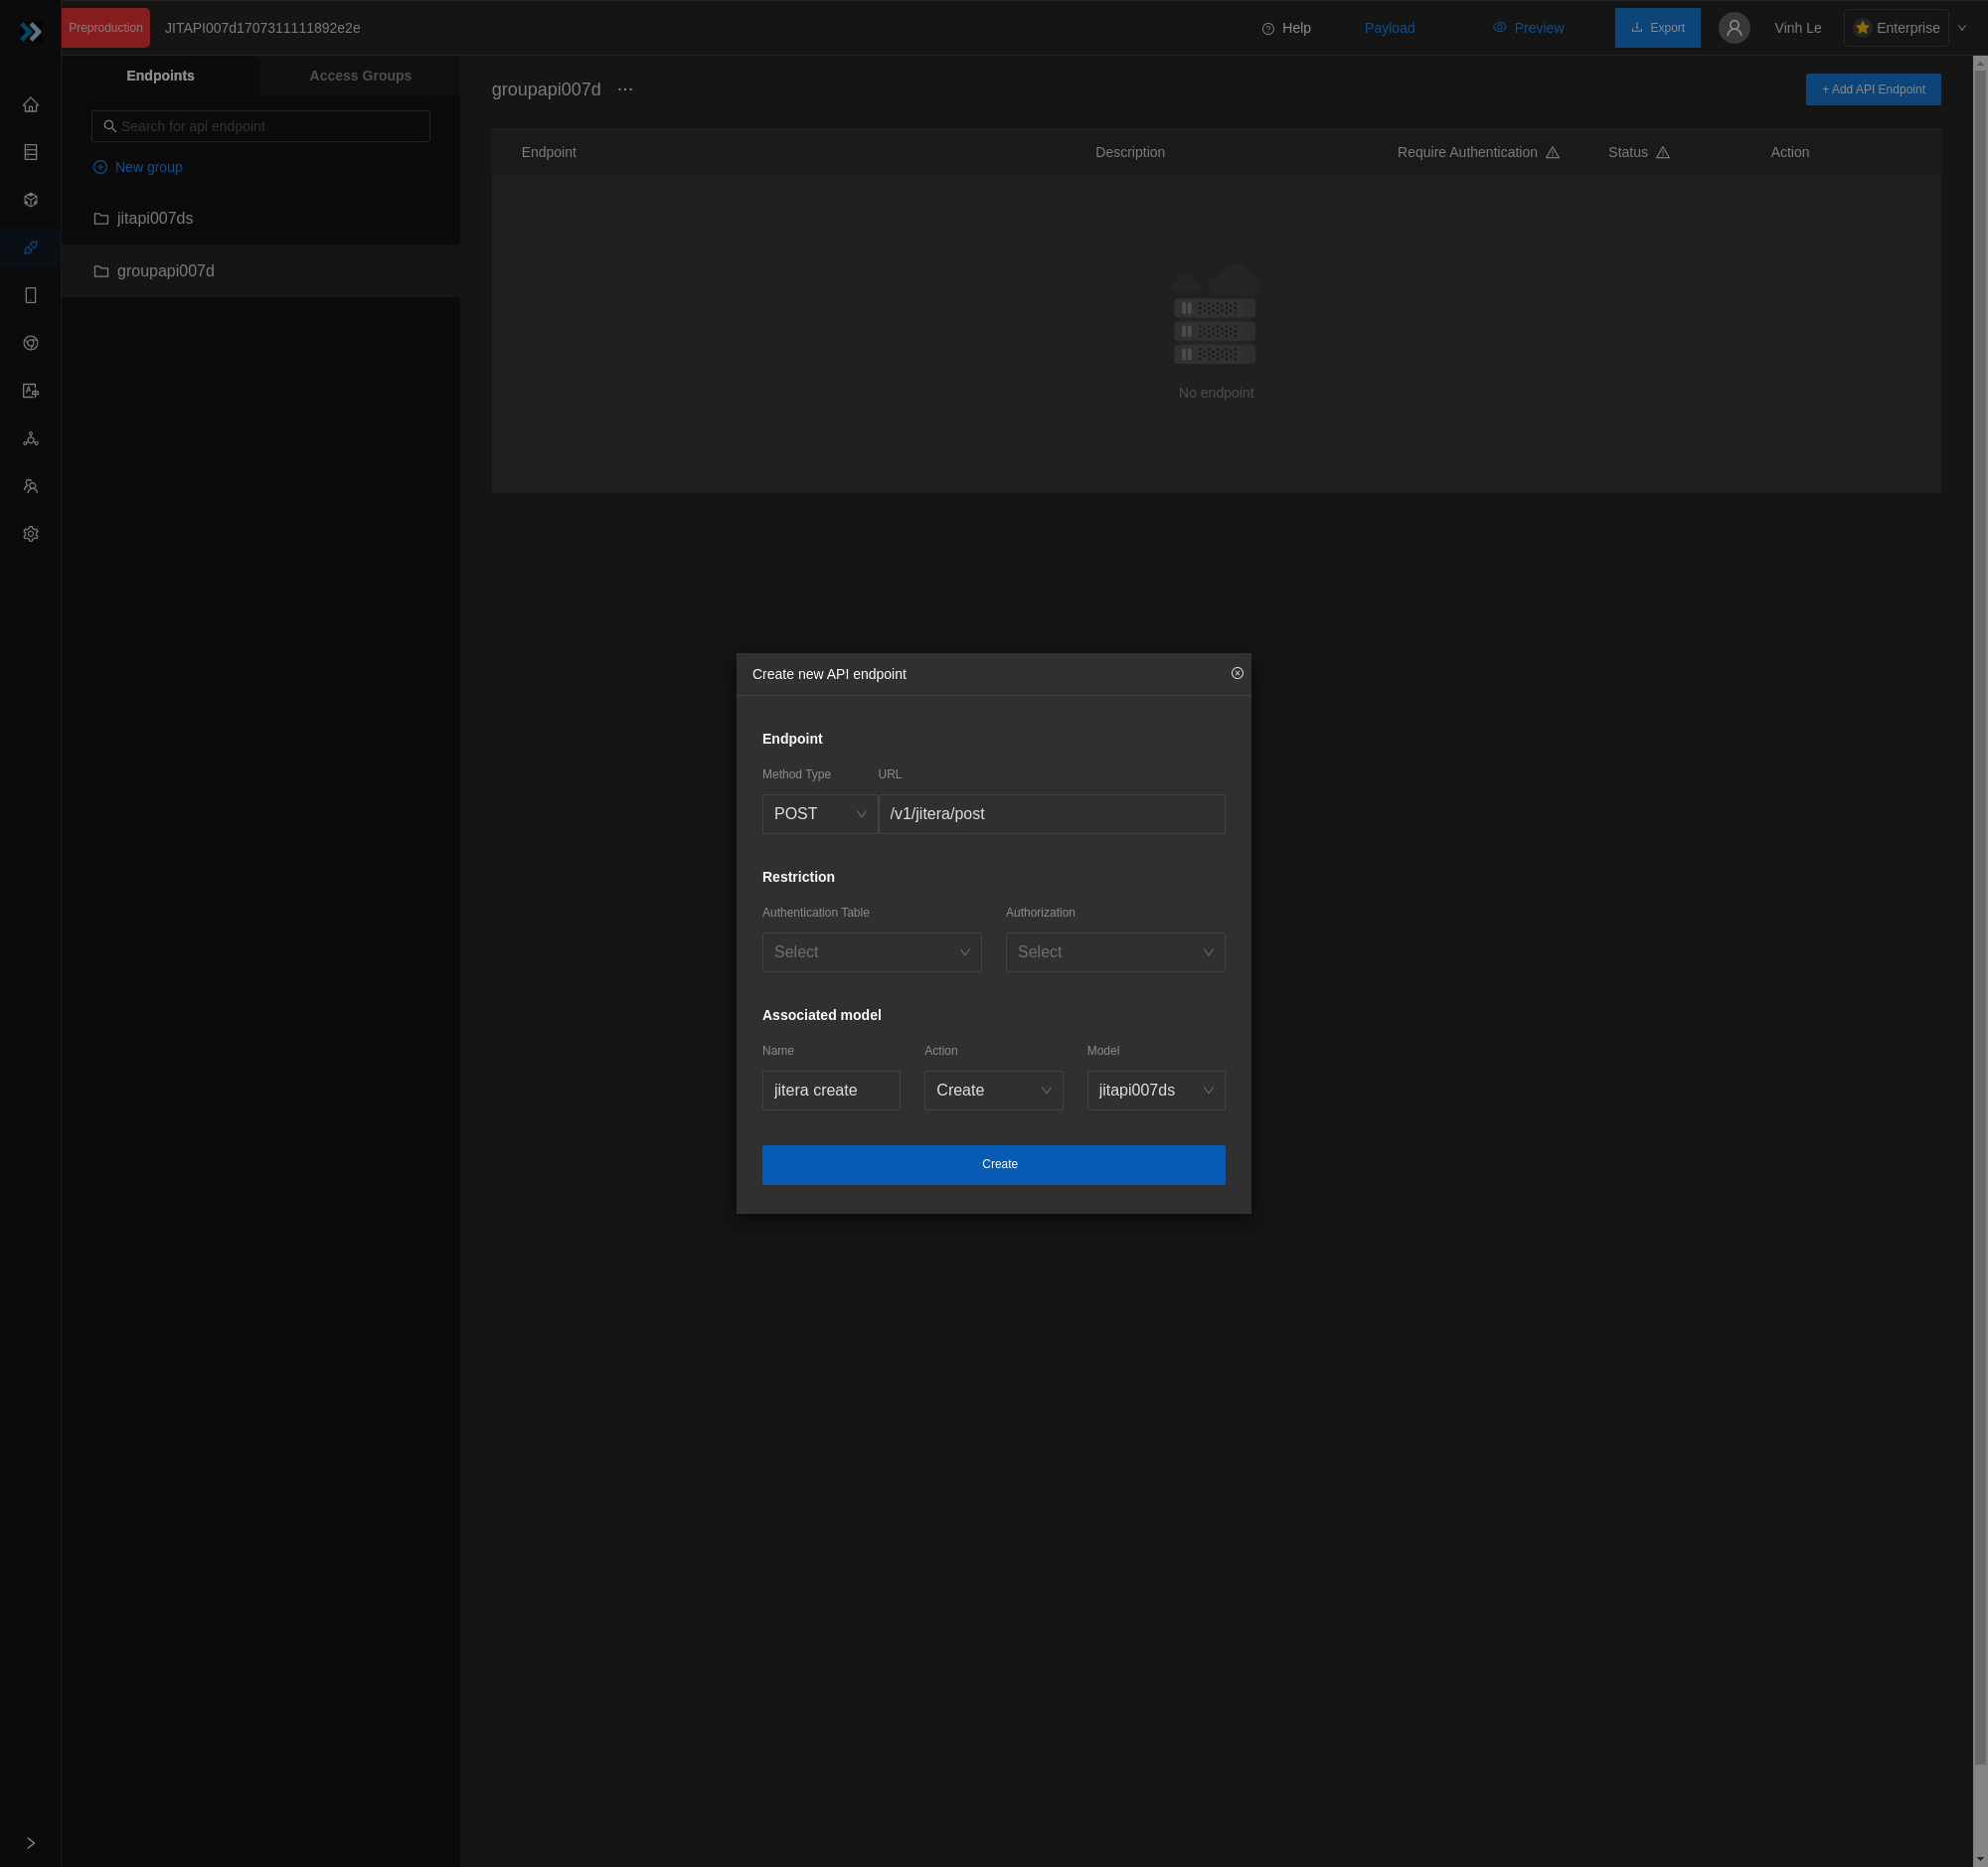 Preproduction JITAPI007d1707311111892e2e Help Payload Preview Export Vinh Le Enterprise
Endpoints Access Groups
Search for api endpoint
New group
jitapi007ds
groupapi007d
groupapi007d ··· + Add API Endpoint
Endpoint Description Require Authentication Status Action
No endpoint
Create new API endpoint
Endpoint
Method Type URL
POST /v1/jitera/post
Restriction
Authentication Table Authorization
Select Select
Associated model
Name Action Model
jitera create Create jitapi007ds
Create